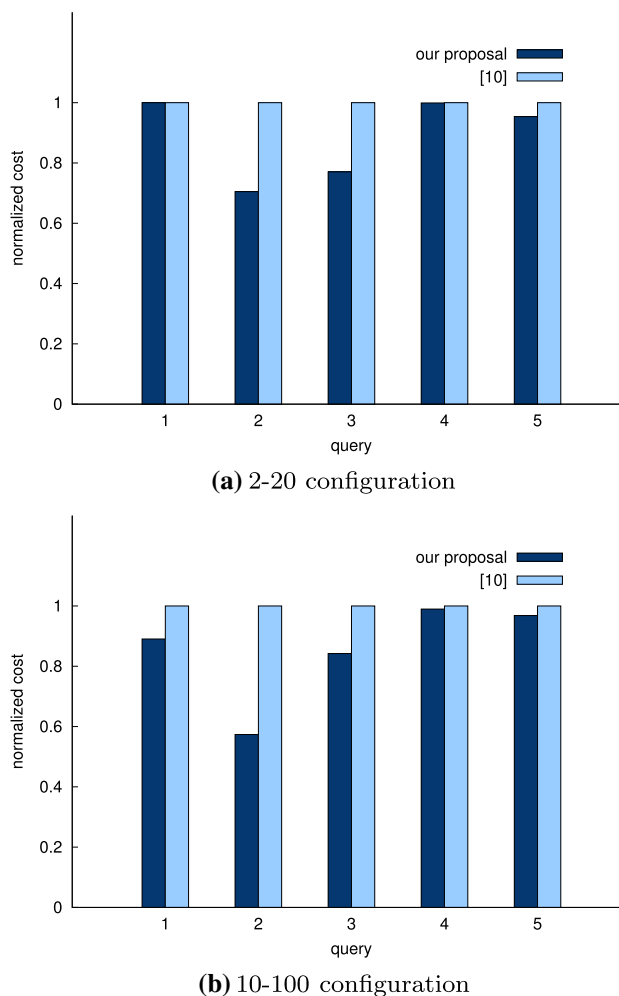 our proposal
[10]
1
0.8
0.6
0.4
0.2
0
normalized cost
1 2 3 4 5
query
(a) 2-20 configuration
our proposal
[10]
1
0.8
0.6
0.4
0.2
0
normalized cost
1 2 3 4 5
query
(b) 10-100 configuration